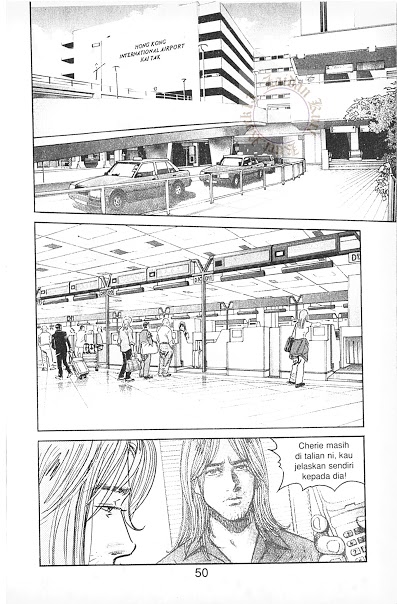 HONG KONG
INTERNATIONAL AIRPORT
KAI TAK
Cherie masih
di talian ni, kau
jelaskan sendiri
kepada dia!
50